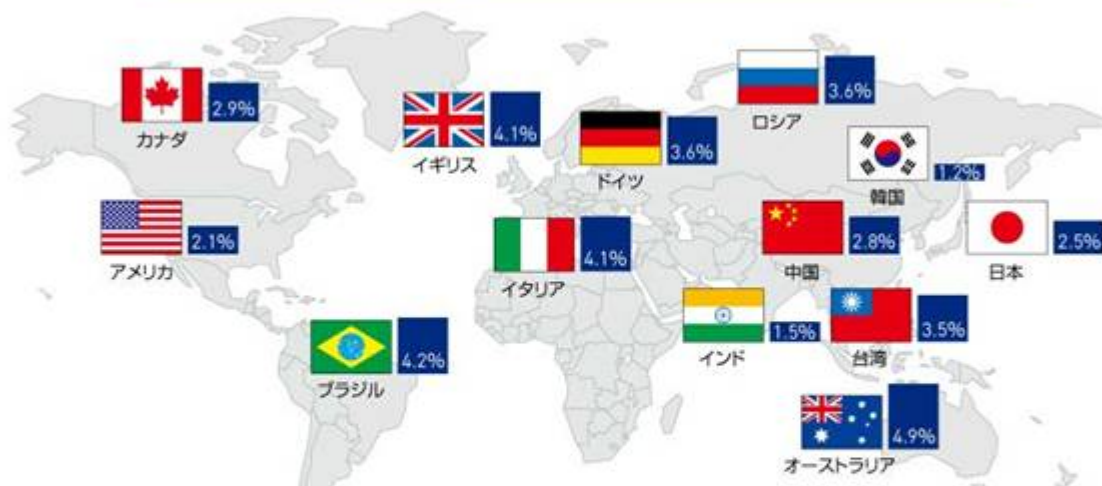 3.6%
ロシア
2.9%
カナダ
4.1%
イギリス
3.6%
ドイツ
1.2%
韓国
2.1%
アメリカ
4.1%
イタリア
2.8%
中国
2.5%
日本
1.5%
インド
3.5%
台湾
4.2%
ブラジル
4.9%
オーストラリア